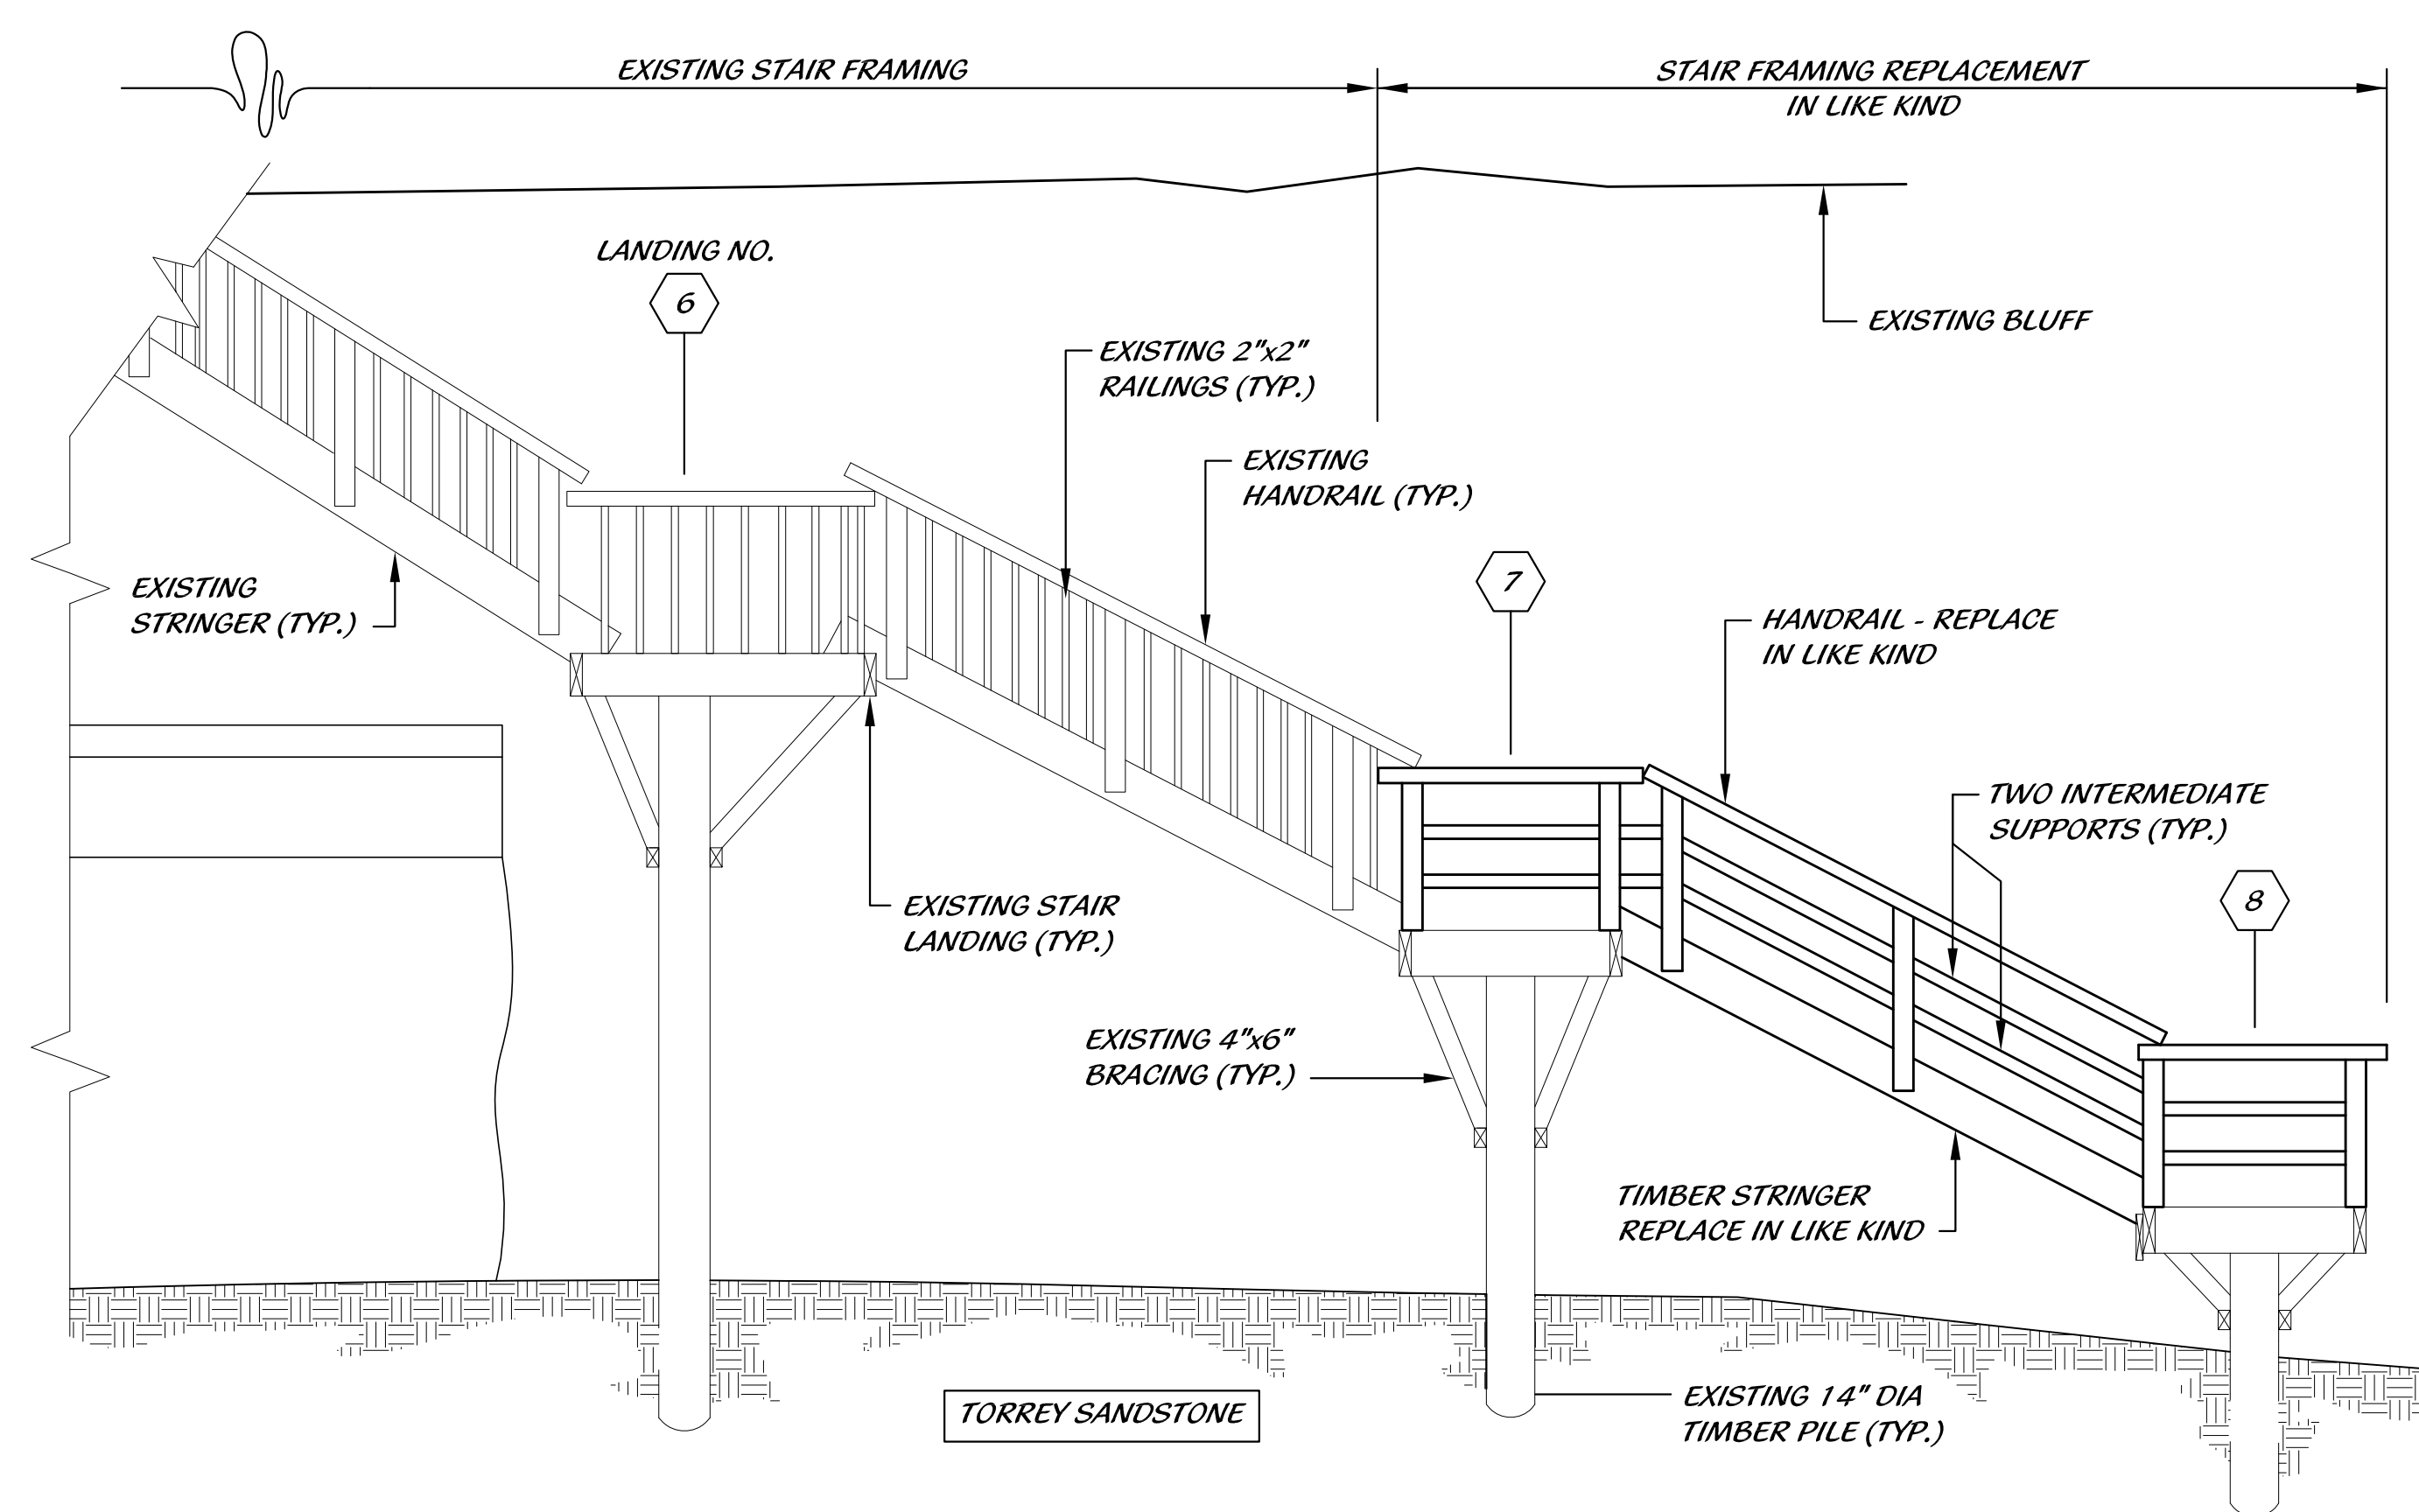 EXISTING STAIR FRAMING
STAIR FRAMING REPLACEMENT
IN LIKE KIND
LANDING NO.
6
EXISTING BLUFF
EXISTING 2"x2"
RAILINGS (TYP.)
EXISTING
HANDRAIL (TYP.)
EXISTING
STRINGER (TYP.)
7
HANDRAIL - REPLACE
IN LIKE KIND
TWO INTERMEDIATE
SUPPORTS (TYP.)
8
EXISTING STAIR
LANDING (TYP.)
EXISTING 4"x6"
BRACING (TYP.)
TIMBER STRINGER
REPLACE IN LIKE KIND
TORREY SANDSTONE
EXISTING 14" DIA
TIMBER PILE (TYP.)